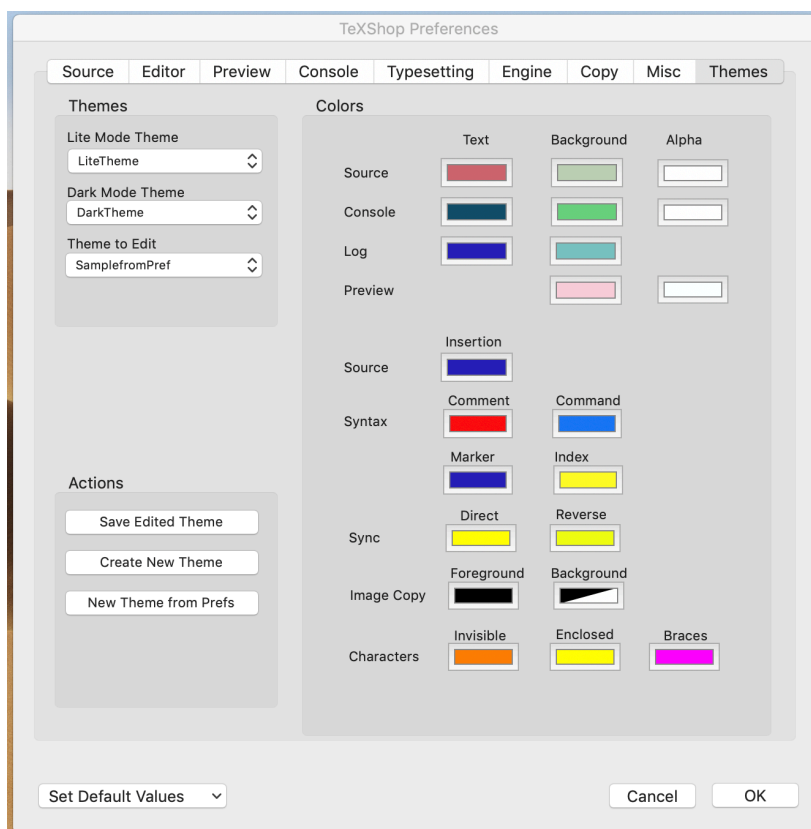 TeXShop Preferences
Source Editor Preview Console Typesetting Engine Copy Misc Themes
Themes
Lite Mode Theme
LiteTheme
Dark Mode Theme
DarkTheme
Theme to Edit
SamplefromPref
Actions
Save Edited Theme
Create New Theme
New Theme from Prefs
Colors
Text Background Alpha
Source
Console
Log
Preview
Insertion
Source
Comment Command
Syntax
Marker Index
Direct Reverse
Sync
Foreground Background
Image Copy
Invisible Enclosed Braces
Characters
Set Default Values
Cancel OK